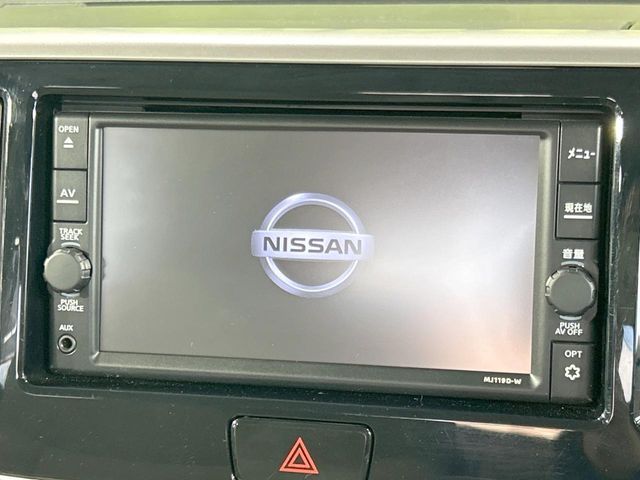 OPEN
AV
TRACK
SEEK
PUSH
SOURCE
AUX
NISSAN
メニュー
現在地
音量
PUSH
AV OFF
OPT
MJ119D-W